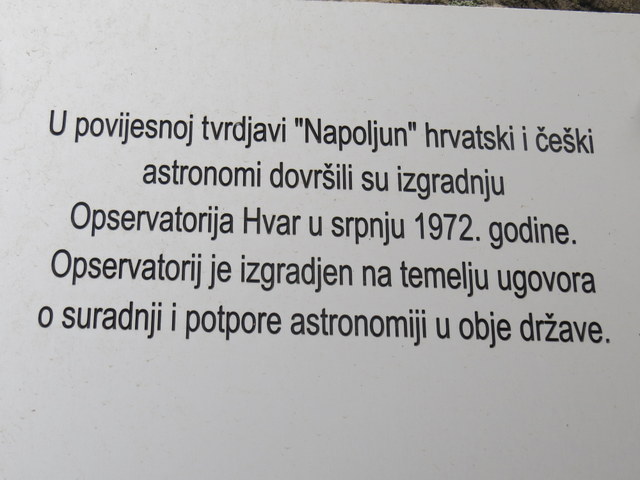 U povijesnoj tvrdjavi "Napoljun" hrvatski i češki
astronomi dovršili su izgradnju
Opservatorija Hvar u srpnju 1972. godine.
Opservatorij je izgradjen na temelju ugovora
o suradnji i potpore astronomiji u obje države.